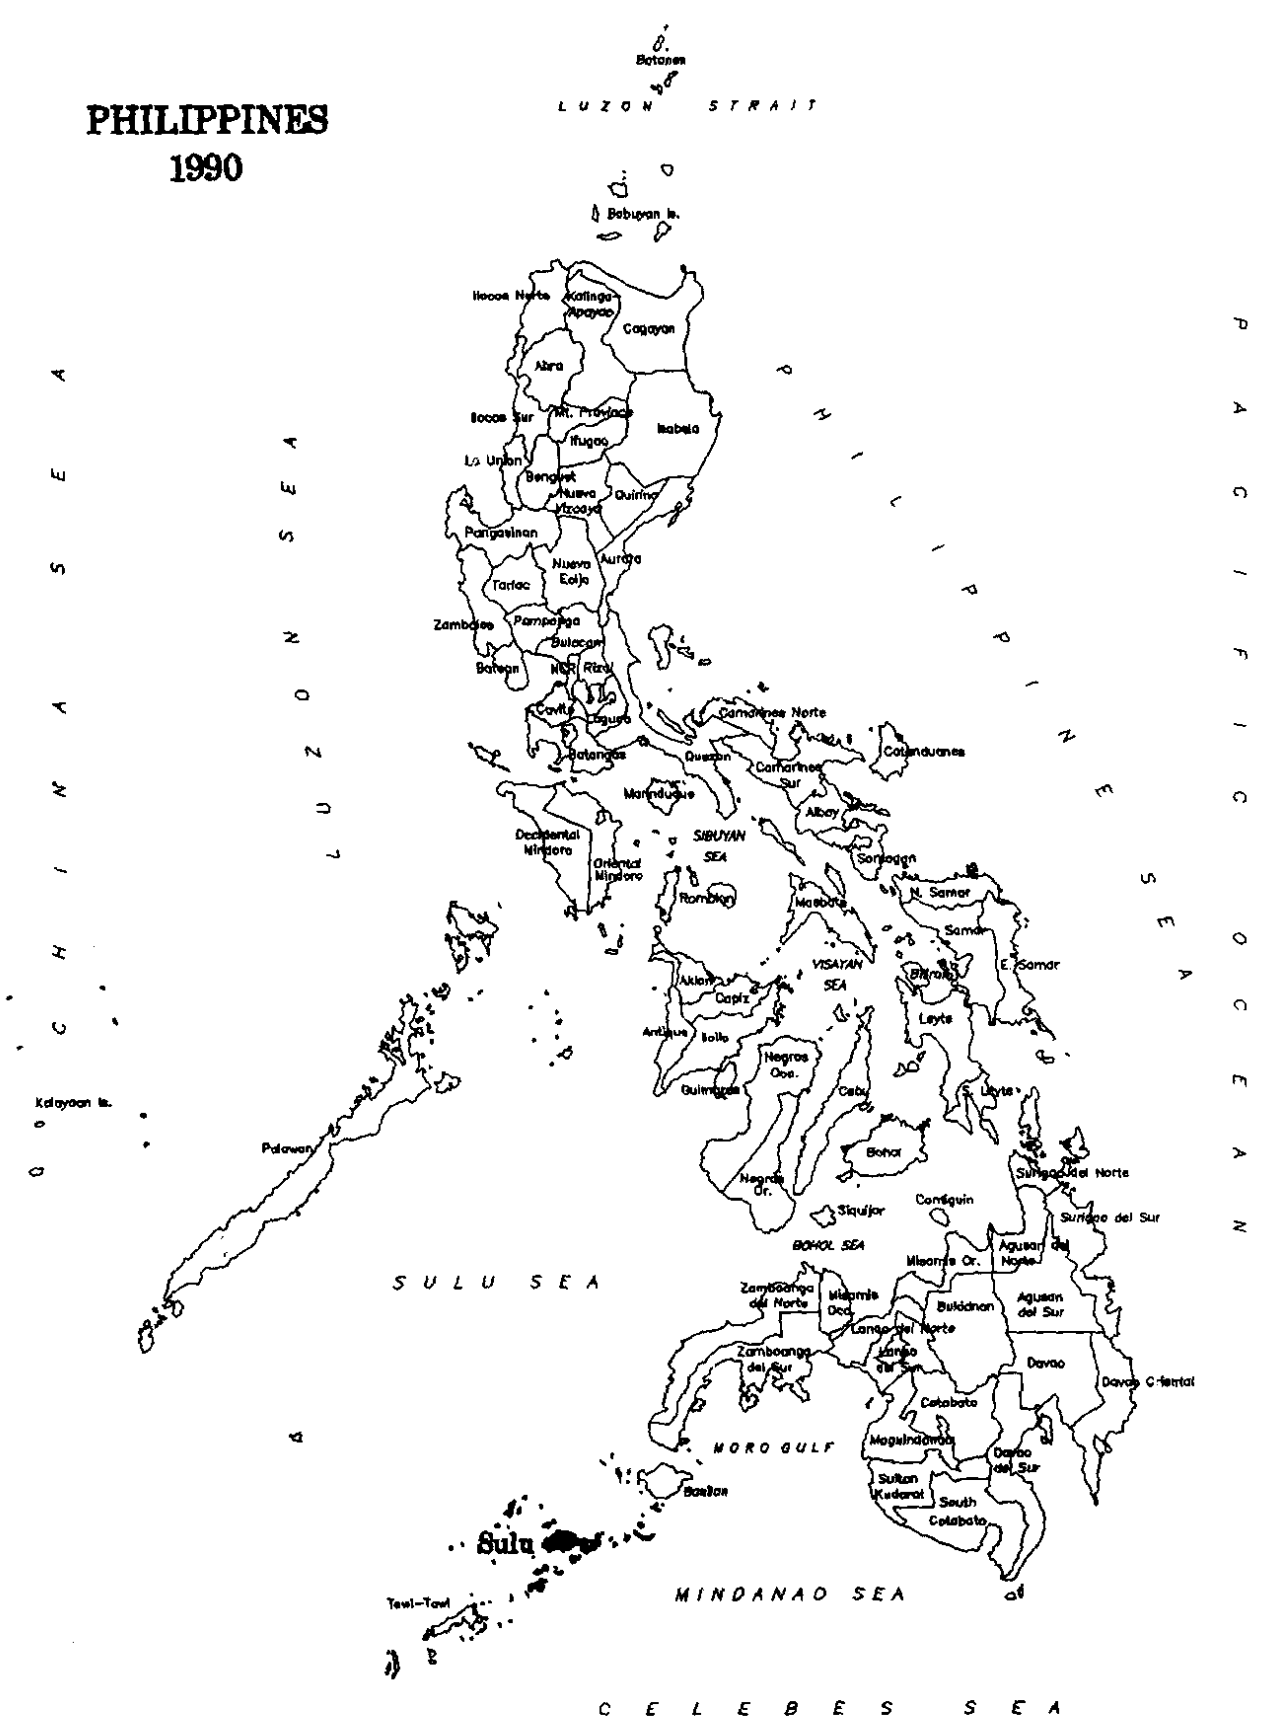 Batanes
LUZON STRAIT
PHILIPPINES
1990
Babuyan Is.
Ilocos Norte
Kalinga-
Apayao
Cagayan
Abra
Ilocos Sur
Mt. Province
Ifugao
Isabela
La Union
Benguet
Nueva
Vizcaya
Quirino
Pangasinan
Nueva
Ecija
Aurora
Tarlac
Zambales
Pampanga
Bulacan
Bataan
NCR
Rizal
Cavite
Laguna
Batangas
Quezon
Camarines Norte
Catanduanes
Camarines
Sur
Marinduque
Albay
Occidental
Mindoro
Oriental
Mindoro
SIBUYAN
SEA
Sorsogon
Romblon
Masbate
N. Samar
Samar
E. Samar
VISAYAN
SEA
Biliran
Aklan
Capiz
Antique
Iloilo
Leyte
Negros
Occ.
Guimaras
Cebu
S. Leyte
Kalayaan Is.
Palawan
Bohol
Negros
Or.
Siquijor
Camiguin
Surigao del Norte
Surigao del Sur
BOHOL SEA
Misamis Or.
Agusan del
Norte
SULU SEA
Zamboanga
del Norte
Misamis
Occ.
Bukidnon
Agusan
del Sur
Lanao del Norte
Zamboanga
del Sur
Lanao
del Sur
Davao
Davao Oriental
Cotabato
MORO GULF
Maguindanao
Davao
del Sur
Basilan
Sultan
Kudarat
South
Cotabato
Sulu
MINDANAO SEA
Tawi-Tawi
CELEBES SEA
CHINA SEA
LUZON SEA
PHILIPPINE SEA
PACIFIC OCEAN